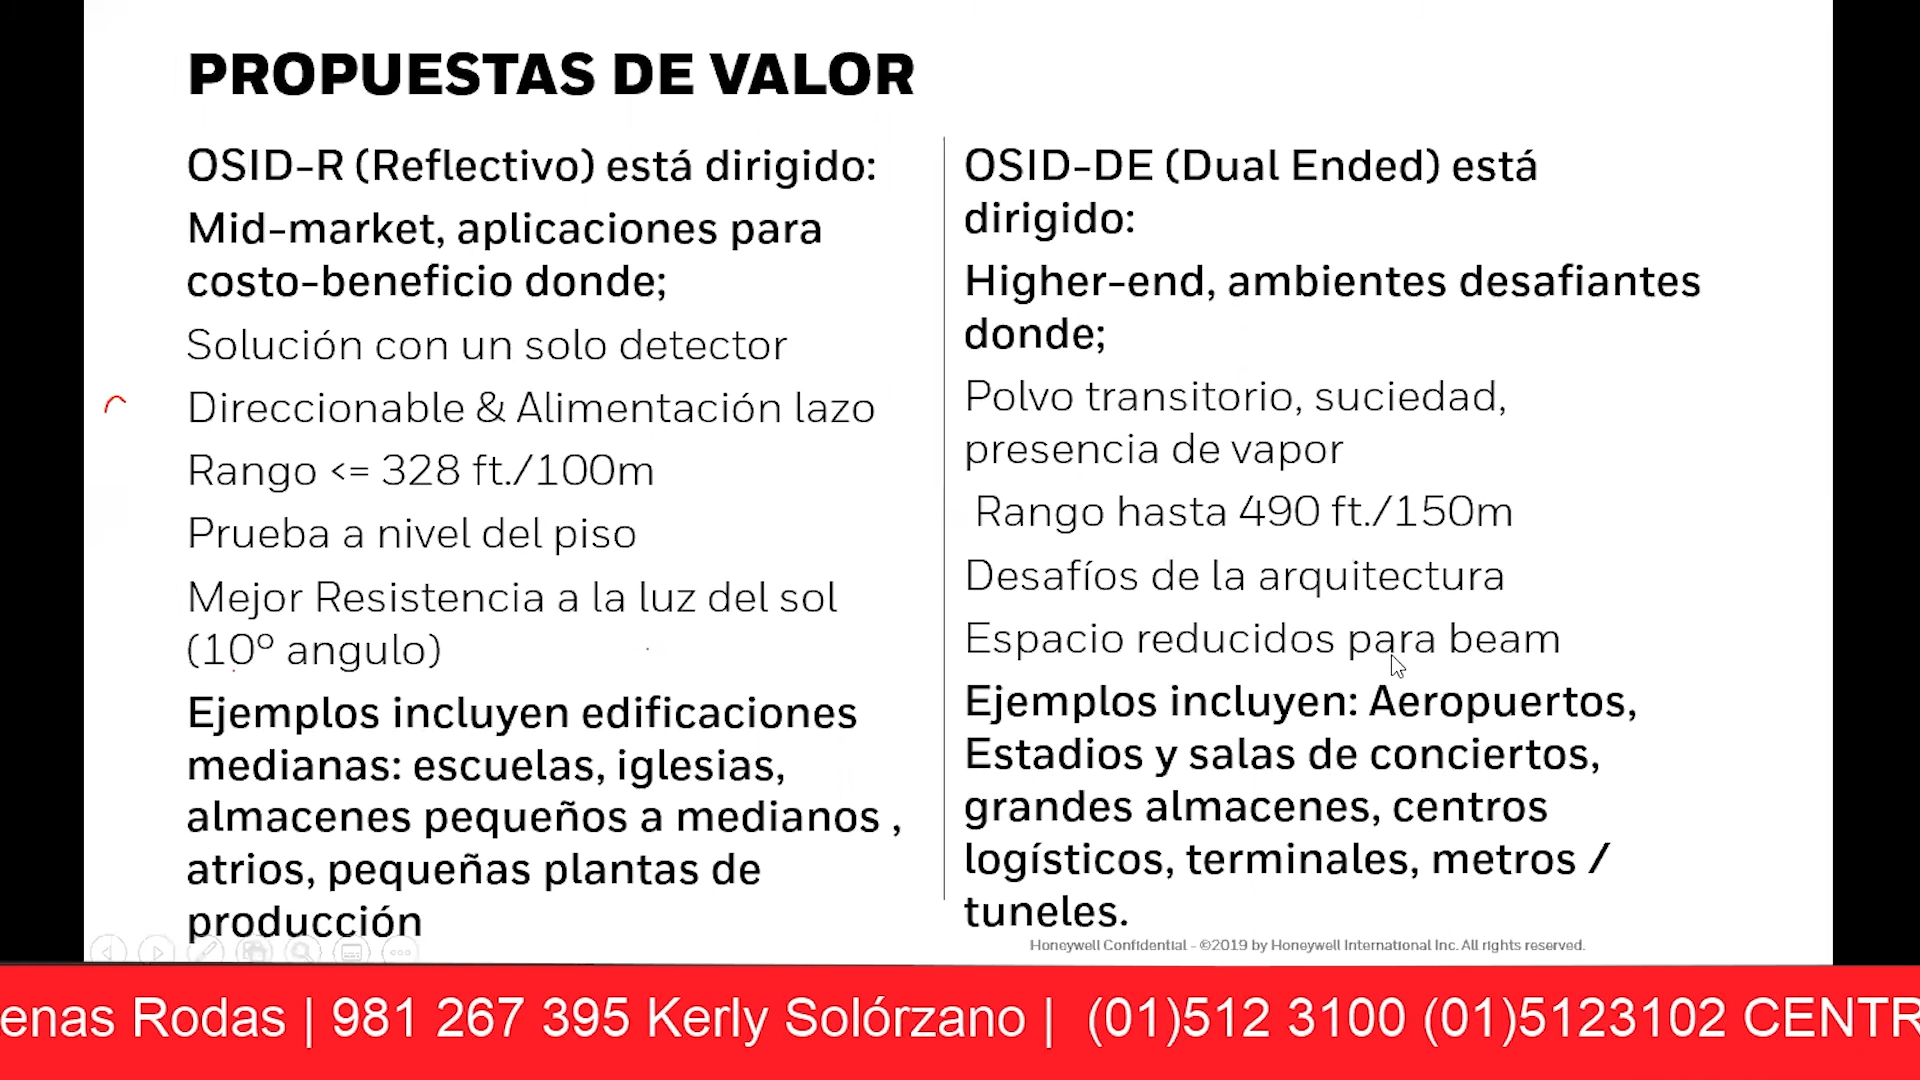 PROPUESTAS DE VALOR
OSID-R (Reflectivo) está dirigido:
Mid-market, aplicaciones para
costo-beneficio donde;
Solución con un solo detector
Direccionable & Alimentación lazo
Rango <= 328 ft./100m
Prueba a nivel del piso
Mejor Resistencia a la luz del sol
(10º angulo)
Ejemplos incluyen edificaciones
medianas: escuelas, iglesias,
almacenes pequeños a medianos ,
atrios, pequeñas plantas de
producción
OSID-DE (Dual Ended) está
dirigido:
Higher-end, ambientes desafiantes
donde;
Polvo transitorio, suciedad,
presencia de vapor
Rango hasta 490 ft./150m
Desafíos de la arquitectura
Espacio reducidos para beam
Ejemplos incluyen: Aeropuertos,
Estadios y salas de conciertos,
grandes almacenes, centros
logísticos, terminales, metros /
tuneles.
Honeywell Confidential - ©2019 by Honeywell International Inc. All rights reserved.
enas Rodas | 981 267 395 Kerly Solórzano | (01)512 3100 (01)5123102 CENTR